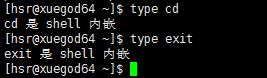 [hsr@xuegod64 ~]$ type cd
cd 是 shell 内嵌
[hsr@xuegod64 ~]$ type exit
exit 是 shell 内嵌
[hsr@xuegod64 ~]$